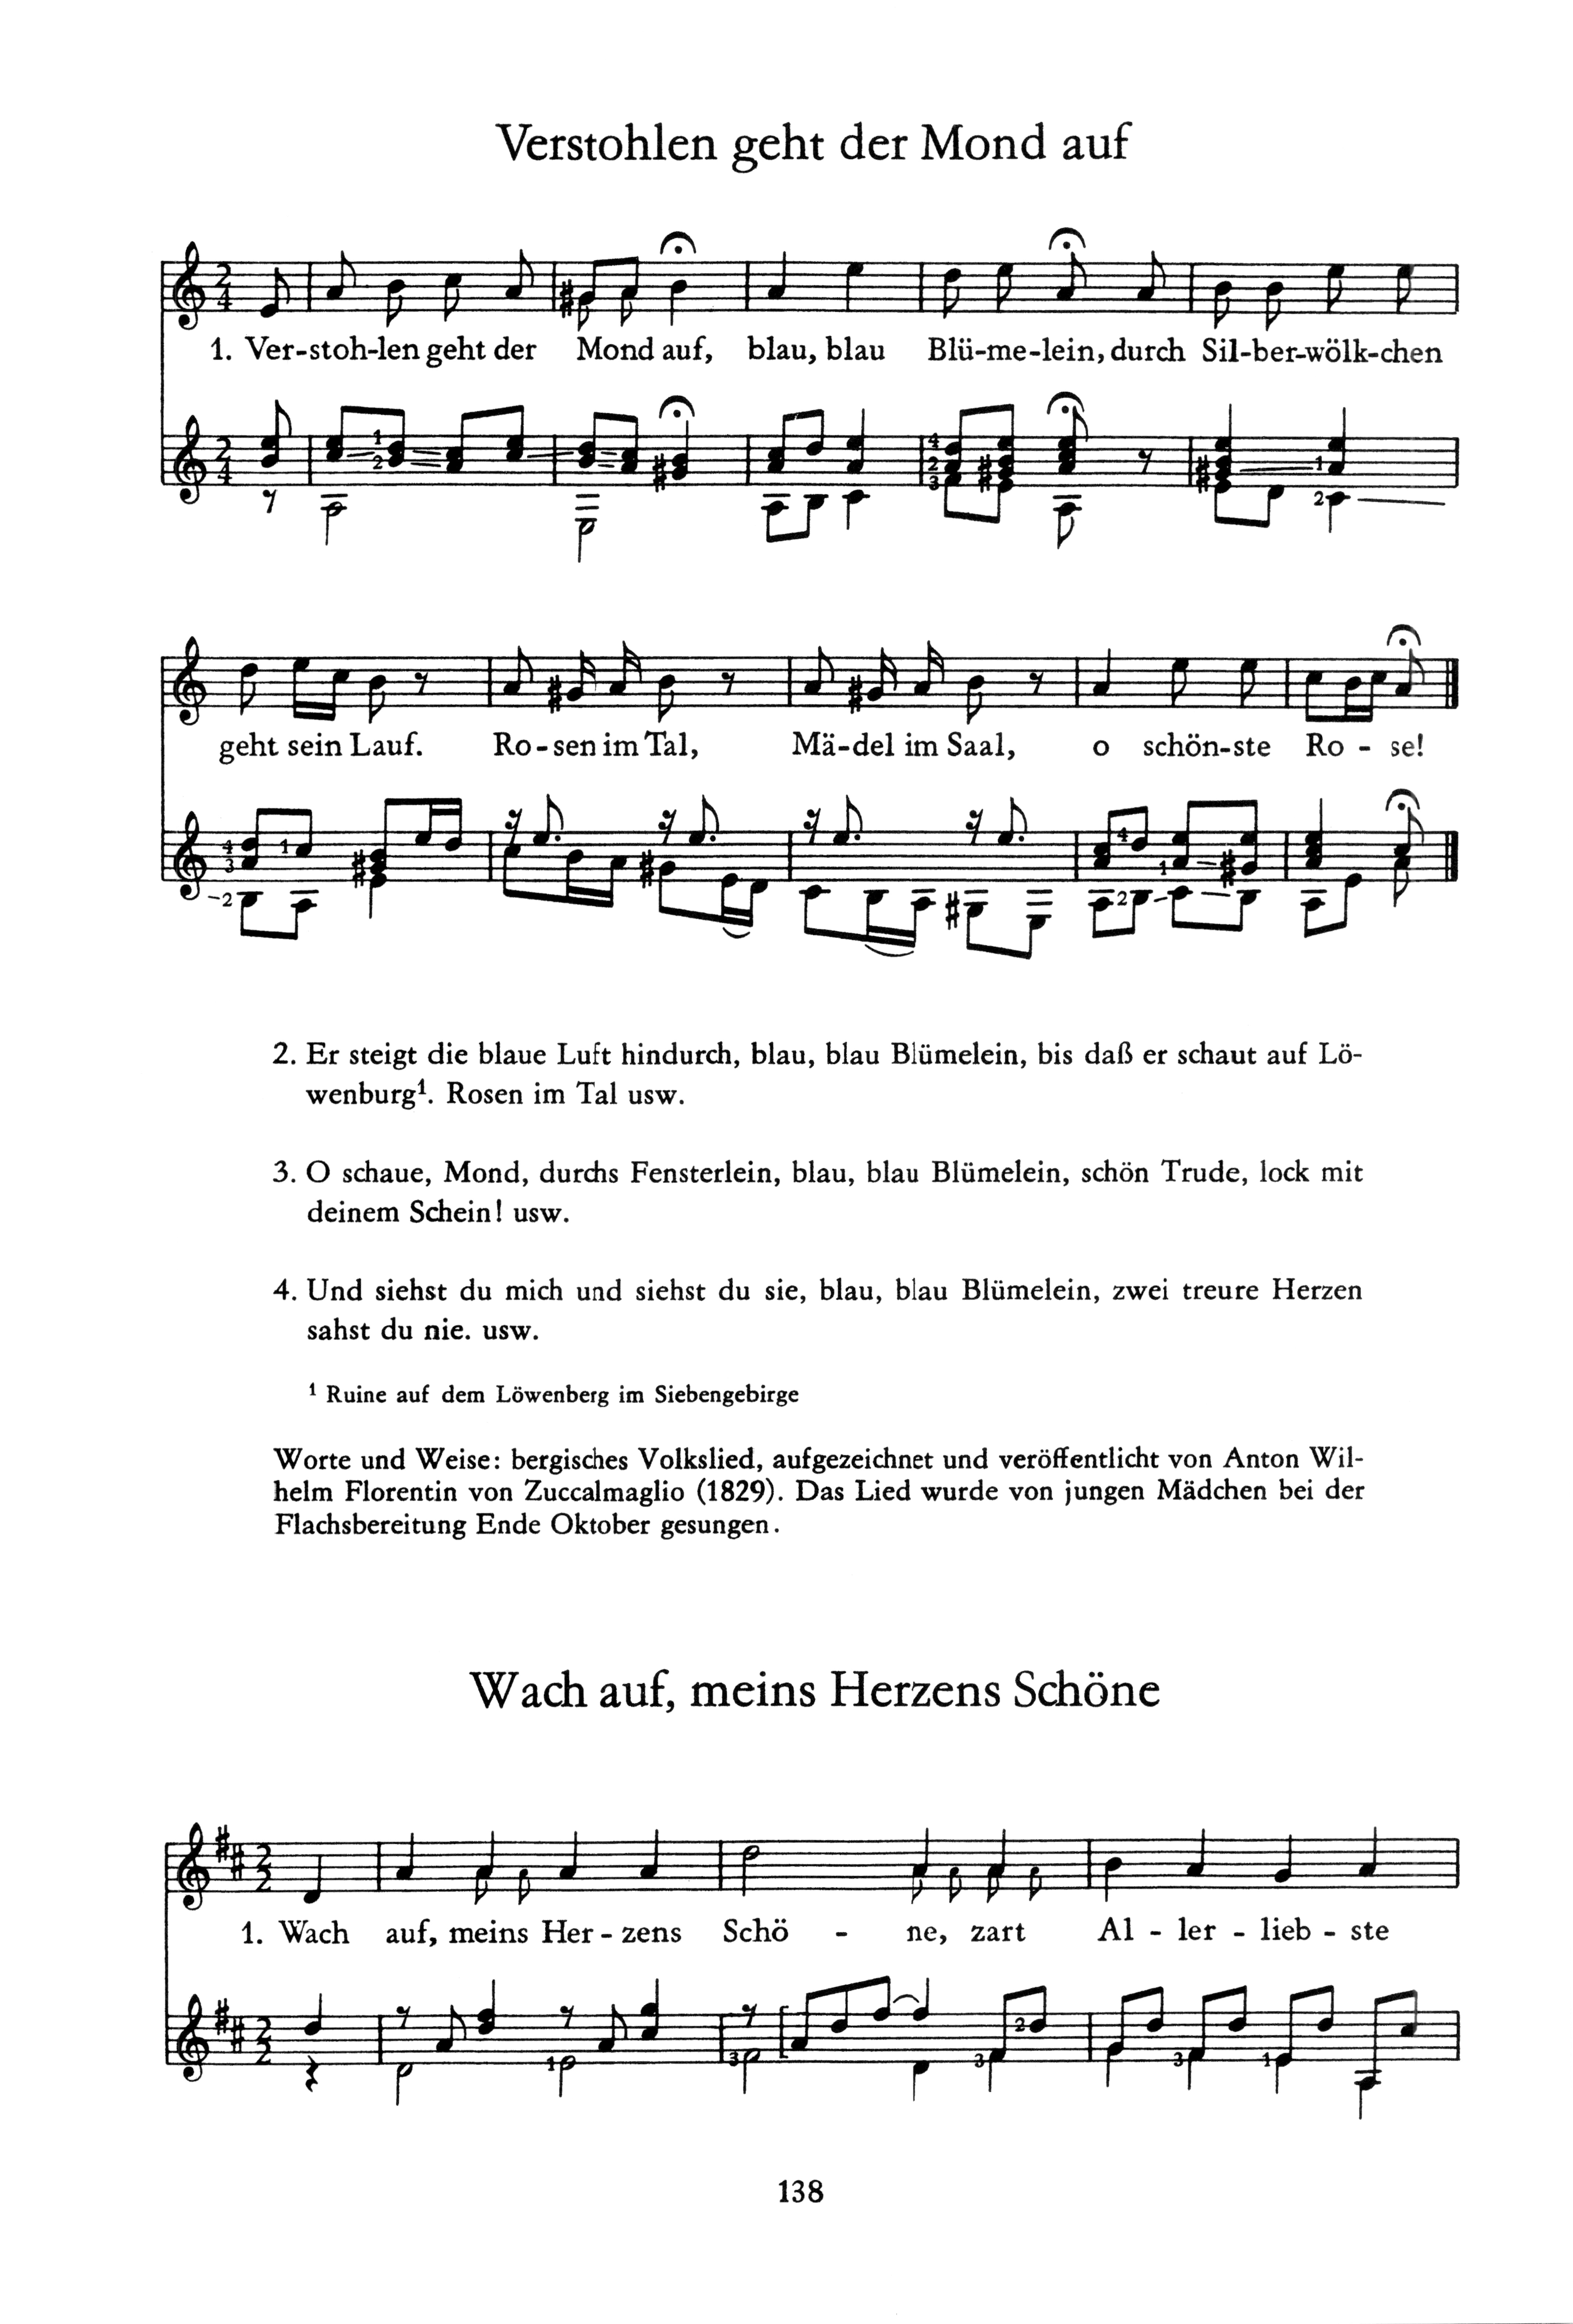 Verstohlen geht der Mond auf
1. Ver-stoh-len geht der Mond auf, blau, blau Blü-me-lein, durch Sil-ber-wölk-chen
geht sein Lauf. Ro-sen im Tal, Mä-del im Saal, o schön-ste Ro - se!
2. Er steigt die blaue Luft hindurch, blau, blau Blümelein, bis daß er schaut auf Lö-
wenburg¹. Rosen im Tal usw.
3. O schaue, Mond, durchs Fensterlein, blau, blau Blümelein, schön Trude, lock mit
deinem Schein! usw.
4. Und siehst du mich und siehst du sie, blau, blau Blümelein, zwei treure Herzen
sahst du nie. usw.
¹ Ruine auf dem Löwenberg im Siebengebirge
Worte und Weise: bergisches Volkslied, aufgezeichnet und veröffentlicht von Anton Wil-
helm Florentin von Zuccalmaglio (1829). Das Lied wurde von jungen Mädchen bei der
Flachsbereitung Ende Oktober gesungen.
Wach auf, meins Herzens Schöne
1. Wach auf, meins Her - zens Schö - ne, zart Al - ler - lieb - ste
138